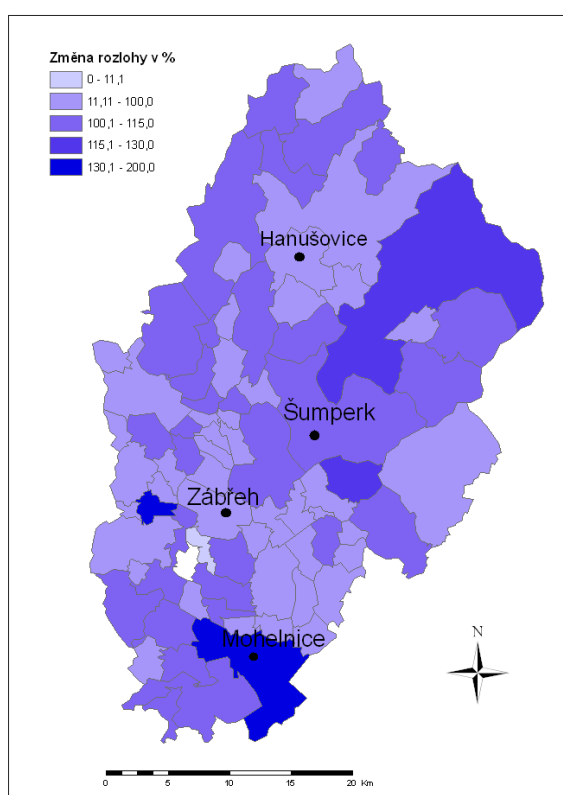 Změna rozlohy v %
0 - 11,1
11,11 - 100,0
100,1 - 115,0
115,1 - 130,0
130,1 - 200,0
Hanušovice
Šumperk
Zábřeh
Mohelnice
N
0 5 10 15 20
Km